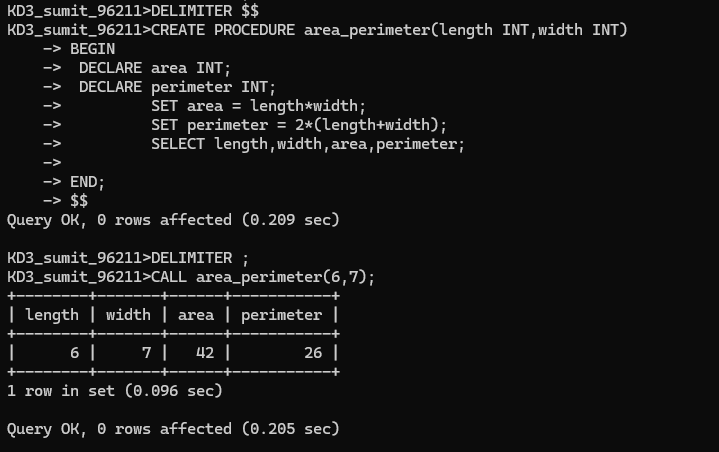 KD3_sumit_96211>DELIMITER $$
KD3_sumit_96211>CREATE PROCEDURE area_perimeter(length INT,width INT)
    -> BEGIN
    ->  DECLARE area INT;
    ->  DECLARE perimeter INT;
    ->          SET area = length*width;
    ->          SET perimeter = 2*(length+width);
    ->          SELECT length,width,area,perimeter;
    ->
    -> END;
    -> $$
Query OK, 0 rows affected (0.209 sec)

KD3_sumit_96211>DELIMITER ;
KD3_sumit_96211>CALL area_perimeter(6,7);
+--------+-------+------+-----------+
| length | width | area | perimeter |
+--------+-------+------+-----------+
|      6 |     7 |   42 |        26 |
+--------+-------+------+-----------+
1 row in set (0.096 sec)

Query OK, 0 rows affected (0.205 sec)